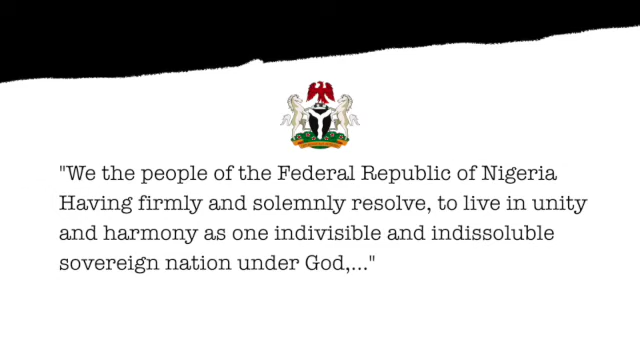 "We the people of the Federal Republic of Nigeria
Having firmly and solemnly resolve, to live in unity
and harmony as one indivisible and indissoluble
sovereign nation under God,..."